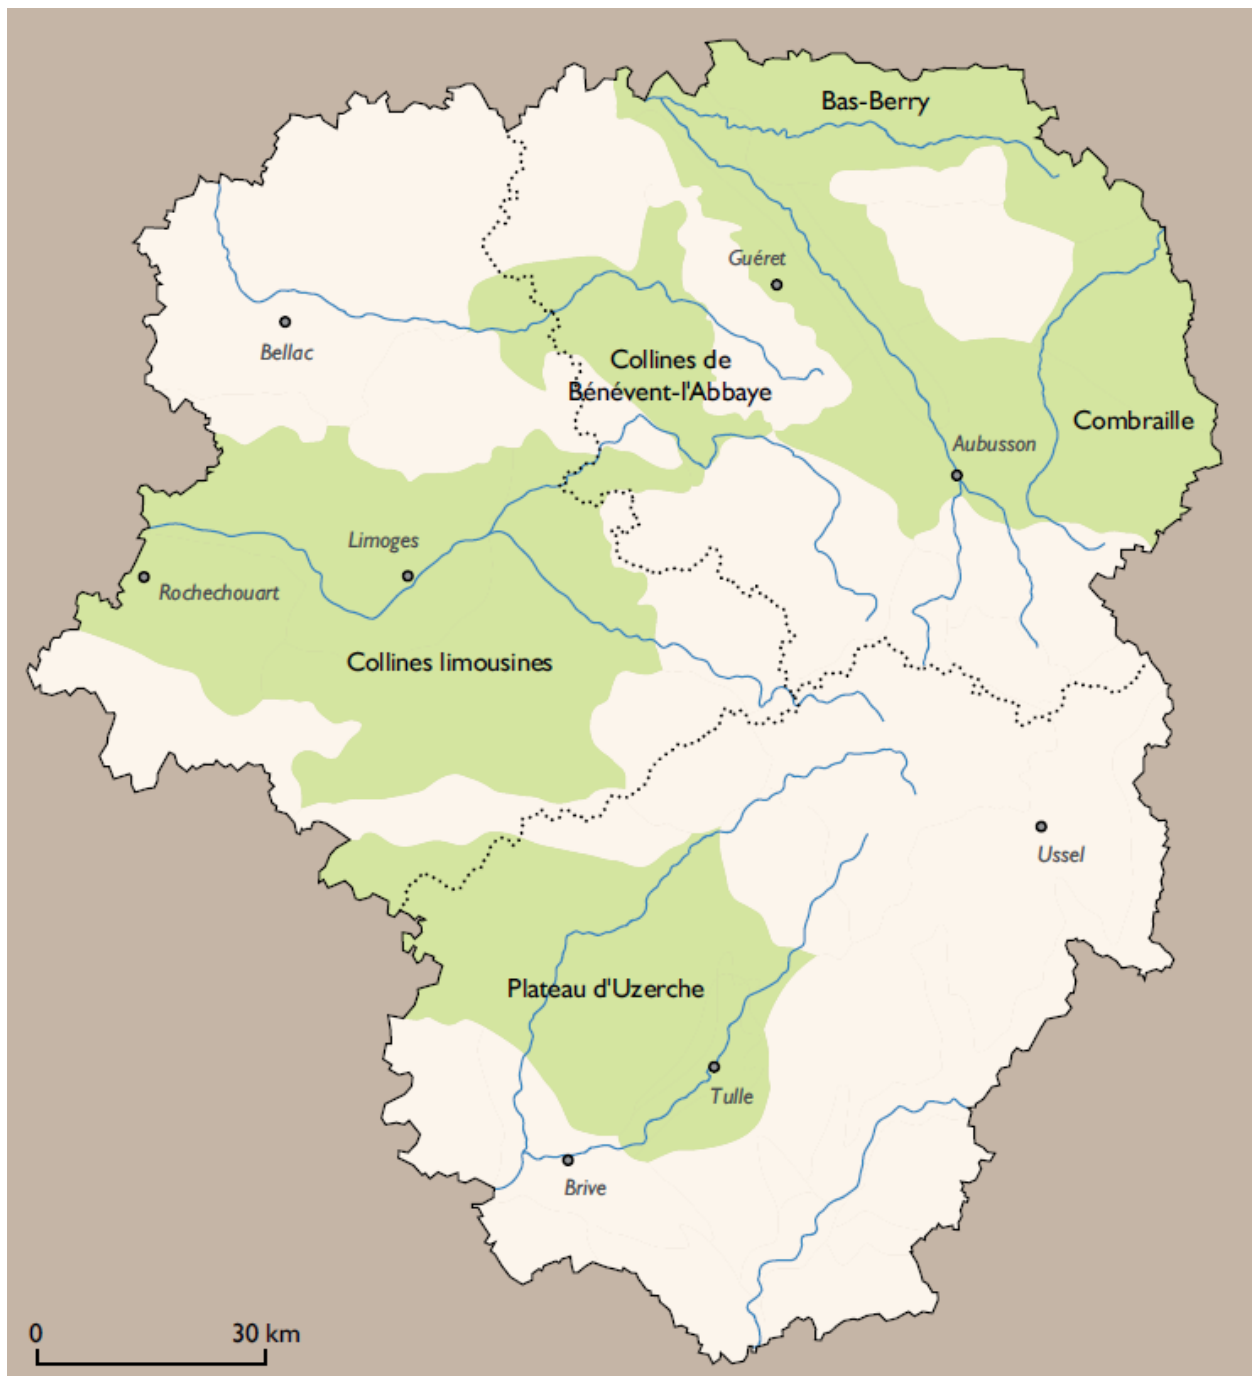 Bas-Berry
Guéret
Bellac
Collines de
Bénévent-l'Abbaye
Combraille
Aubusson
Limoges
Rochechouart
Collines limousines
Ussel
Plateau d'Uzerche
Tulle
Brive
0 30 km